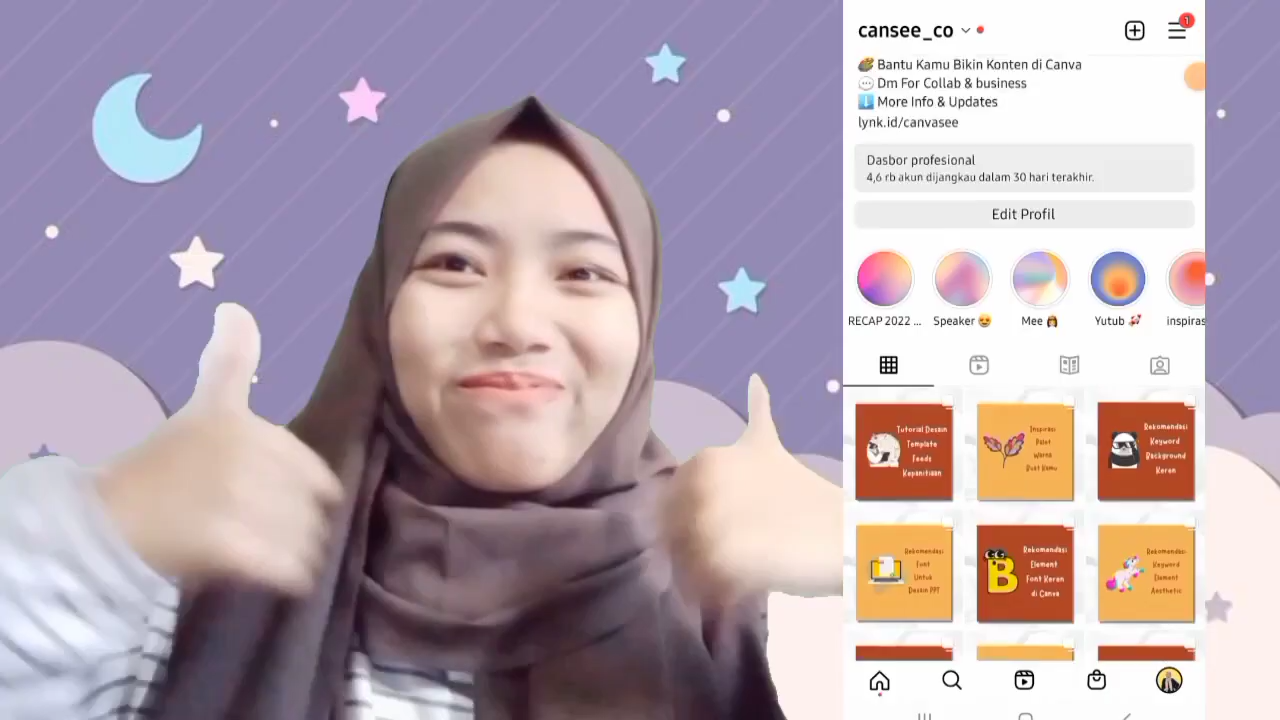 cansee_co
1
Bantu Kamu Bikin Konten di Canva
Dm For Collab & business
More Info & Updates
lynk.id/canvasee
Dasbor profesional
4,6 rb akun dijangkau dalam 30 hari terakhir.
Edit Profil
RECAP 2022 ...
Speaker
Mee
Yutub
inspiras
Tutorial Desain
Template
Feeds
Kepanitiaan
Inspirasi
Palet
Warna
Buat Kamu
Rekomendasi
Keyword
Background
Keren
Rekomendasi
Font
Untuk
Desain PPT
B
Rekomendasi
Element
Font Keren
di Canva
Rekomendasi
Keyword
Element
Aesthetic